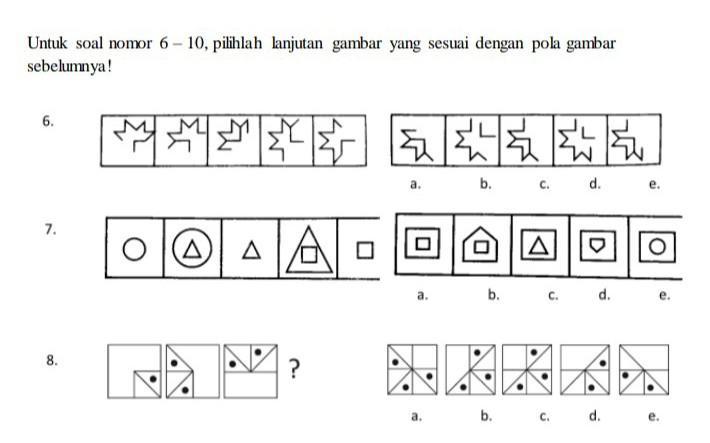 Untuk soal nomor 6 – 10, pilihlah lanjutan gambar yang sesuai dengan pola gambar
sebelumnya!
6.
a. b. c. d. e.
7.
a. b. c. d. e.
8.
?
a. b. c. d. e.